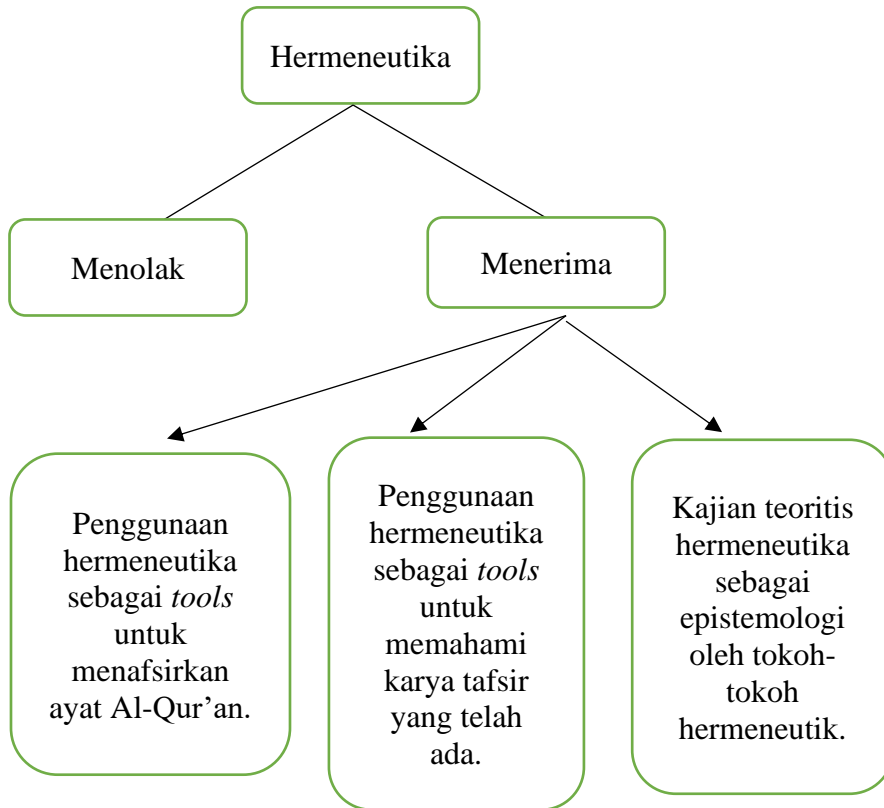 Hermeneutika
Menolak
Menerima
Penggunaan
hermeneutika
sebagai tools
untuk
menafsirkan
ayat Al-Qur’an.
Penggunaan
hermeneutika
sebagai tools
untuk
memahami
karya tafsir
yang telah
ada.
Kajian teoritis
hermeneutika
sebagai
epistemologi
oleh tokoh-
tokoh
hermeneutik.